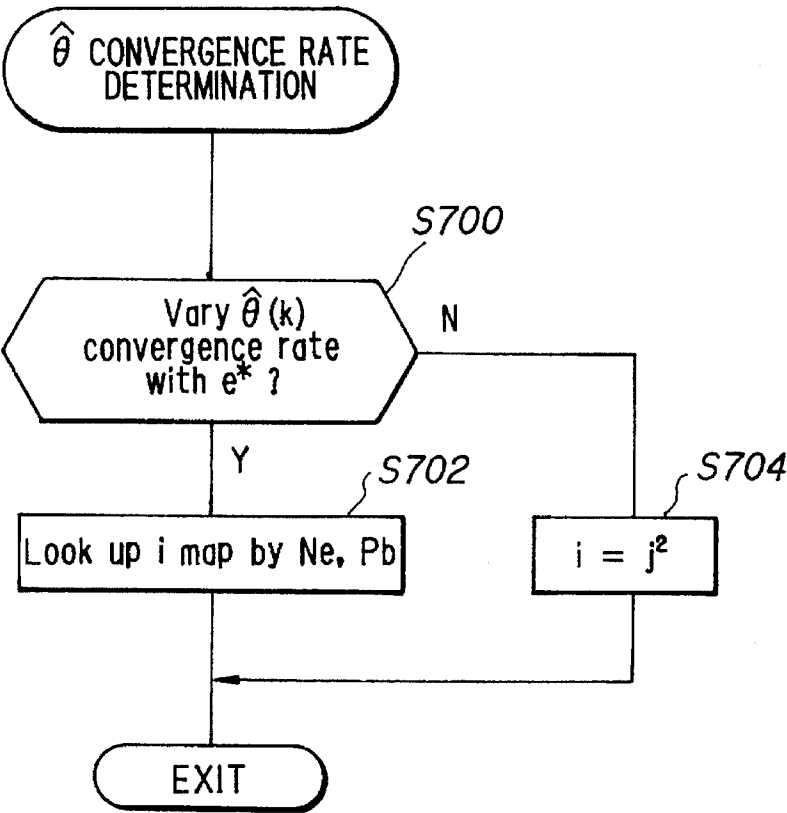 θ̂ CONVERGENCE RATE
DETERMINATION
S700
Vary θ̂(k)
convergence rate
with e* ?
N
Y
S702
Look up i map by Ne, Pb
S704
i = j²
EXIT